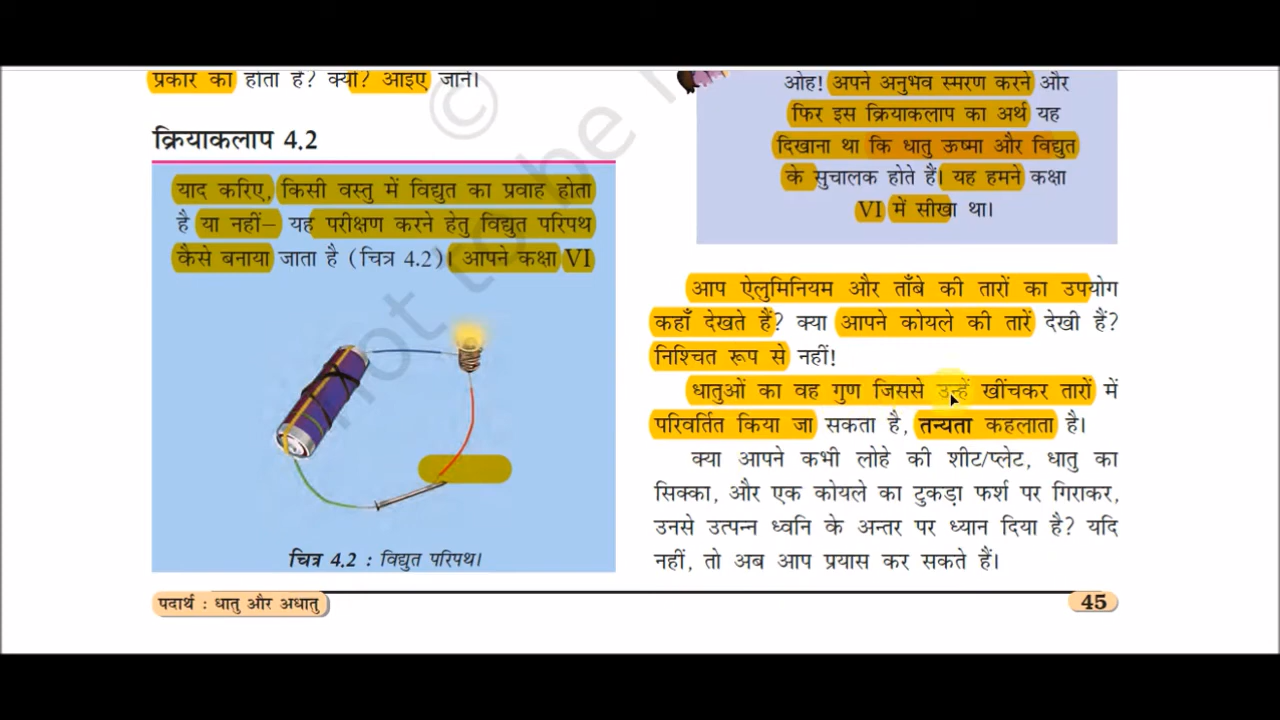 प्रकार का होता है? क्यों? आइए जानें।
क्रियाकलाप 4.2
याद करिए, किसी वस्तु में विद्युत का प्रवाह होता
है या नहीं– यह परीक्षण करने हेतु विद्युत परिपथ
कैसे बनाया जाता है (चित्र 4.2)। आपने कक्षा VI
चित्र 4.2 : विद्युत परिपथ।
ओह! अपने अनुभव स्मरण करने और
फिर इस क्रियाकलाप का अर्थ यह
दिखाना था कि धातु ऊष्मा और विद्युत
के सुचालक होते हैं। यह हमने कक्षा
VI में सीखा था।
आप ऐलुमिनियम और ताँबे की तारों का उपयोग
कहाँ देखते हैं? क्या आपने कोयले की तारें देखी हैं?
निश्चित रूप से नहीं!
धातुओं का वह गुण जिससे उन्हें खींचकर तारों में
परिवर्तित किया जा सकता है, तन्यता कहलाता है।
क्या आपने कभी लोहे की शीट/प्लेट, धातु का
सिक्का, और एक कोयले का टुकड़ा फर्श पर गिराकर,
उनसे उत्पन्न ध्वनि के अन्तर पर ध्यान दिया है? यदि
नहीं, तो अब आप प्रयास कर सकते हैं।
पदार्थ : धातु और अधातु
45
© not to be r